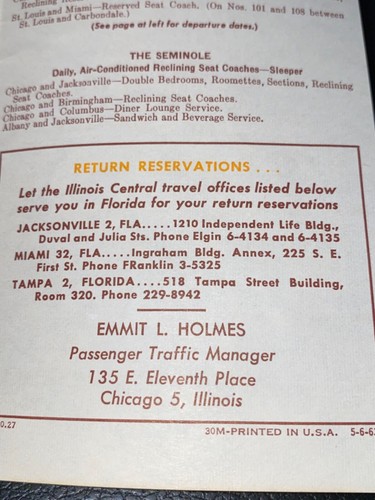 St. Louis and Miami—Reserved Seat Coach. (On Nos. 101 and 108 between
St. Louis and Carbondale.)
(See page at left for departure dates.)
THE SEMINOLE
Daily, Air-Conditioned Reclining Seat Coaches—Sleeper
Chicago and Jacksonville—Double Bedrooms, Roomettes, Sections, Reclining
Seat Coaches.
Chicago and Birmingham—Reclining Seat Coaches.
Chicago and Columbus—Diner Lounge Service.
Albany and Jacksonville—Sandwich and Beverage Service.
RETURN RESERVATIONS . . .
Let the Illinois Central travel offices listed below
serve you in Florida for your return reservations
JACKSONVILLE 2, FLA.....1210 Independent Life Bldg.,
Duval and Julia Sts. Phone Elgin 6-4134 and 6-4135
MIAMI 32, FLA.....Ingraham Bldg. Annex, 225 S. E.
First St. Phone FRanklin 3-5325
TAMPA 2, FLORIDA....518 Tampa Street Building,
Room 320. Phone 229-8942
EMMIT L. HOLMES
Passenger Traffic Manager
135 E. Eleventh Place
Chicago 5, Illinois
0.27
30M-PRINTED IN U.S.A. 5-6-63